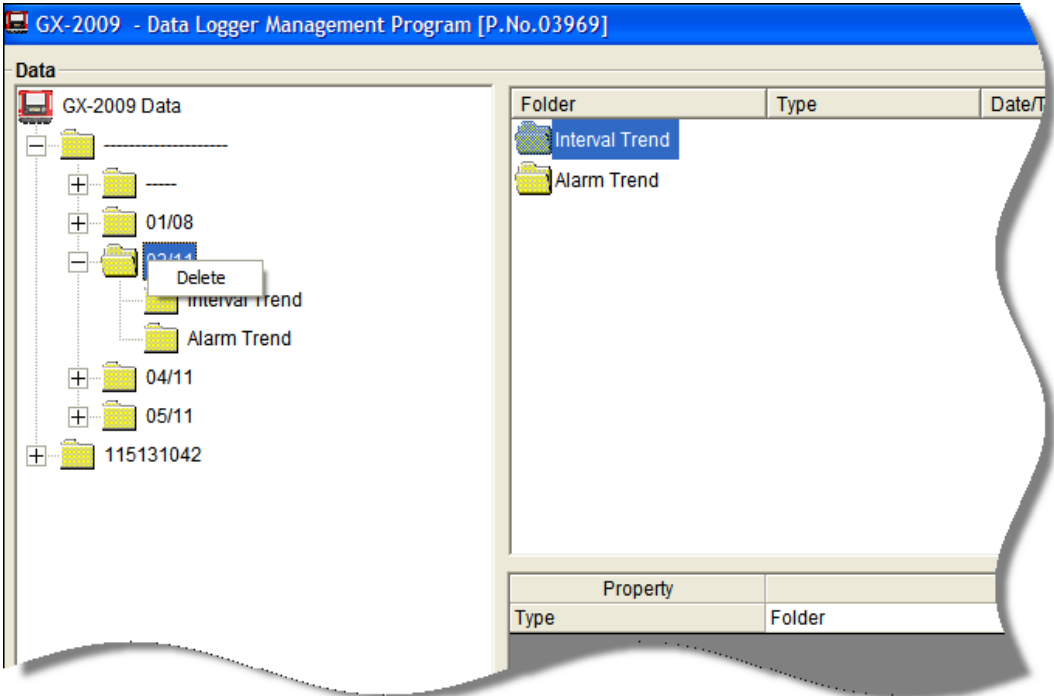 GX-2009 - Data Logger Management Program [P.No.03969]
Data
GX-2009 Data
--------------------
-----
01/08
Delete
Interval Trend
Alarm Trend
04/11
05/11
115131042
Folder Type Date/T
Interval Trend
Alarm Trend
Property
Type Folder